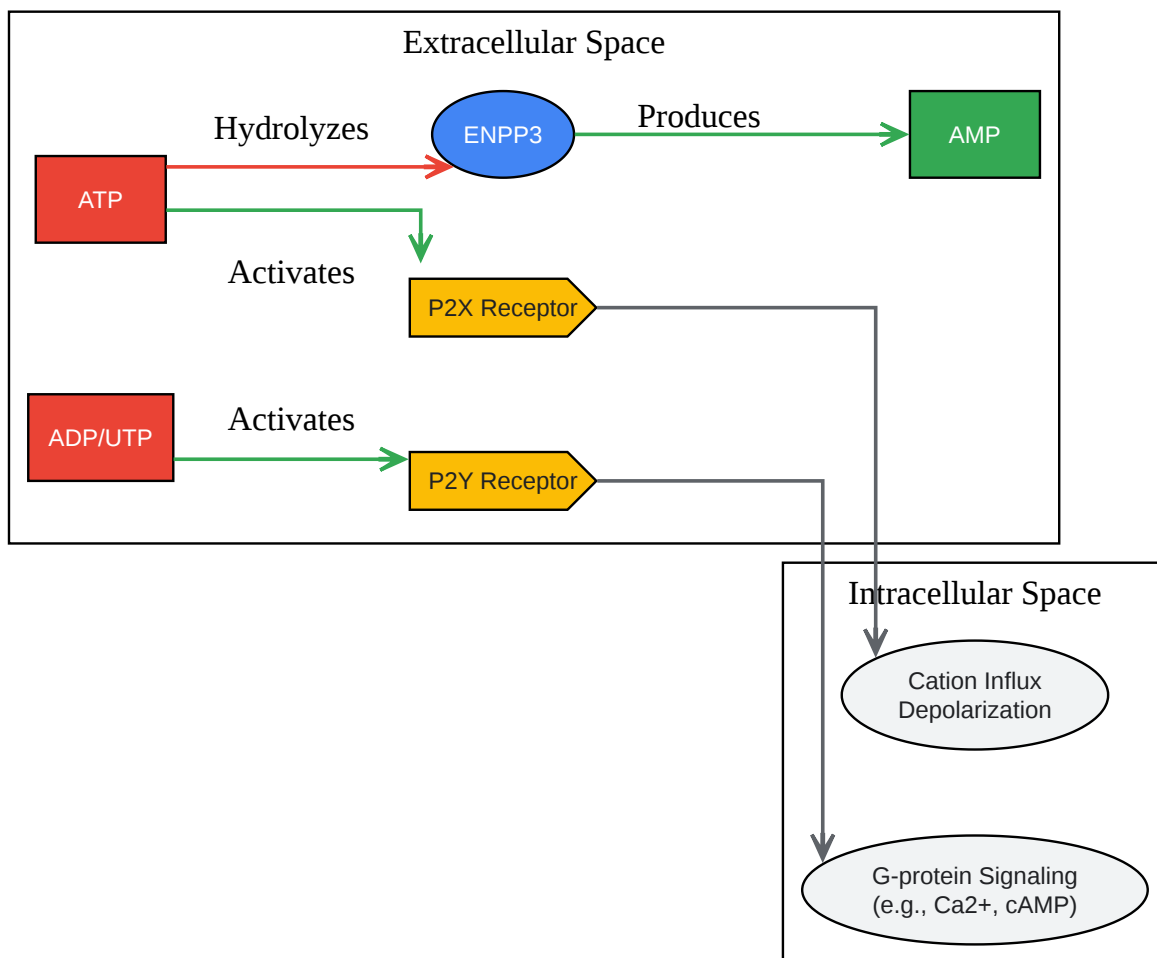 Extracellular Space
Hydrolyzes
ENPP3
Produces
AMP
ATP
Activates
P2X Receptor
ADP/UTP
Activates
P2Y Receptor
Intracellular Space
Cation Influx
Depolarization
G-protein Signaling
(e.g., Ca2+, cAMP)